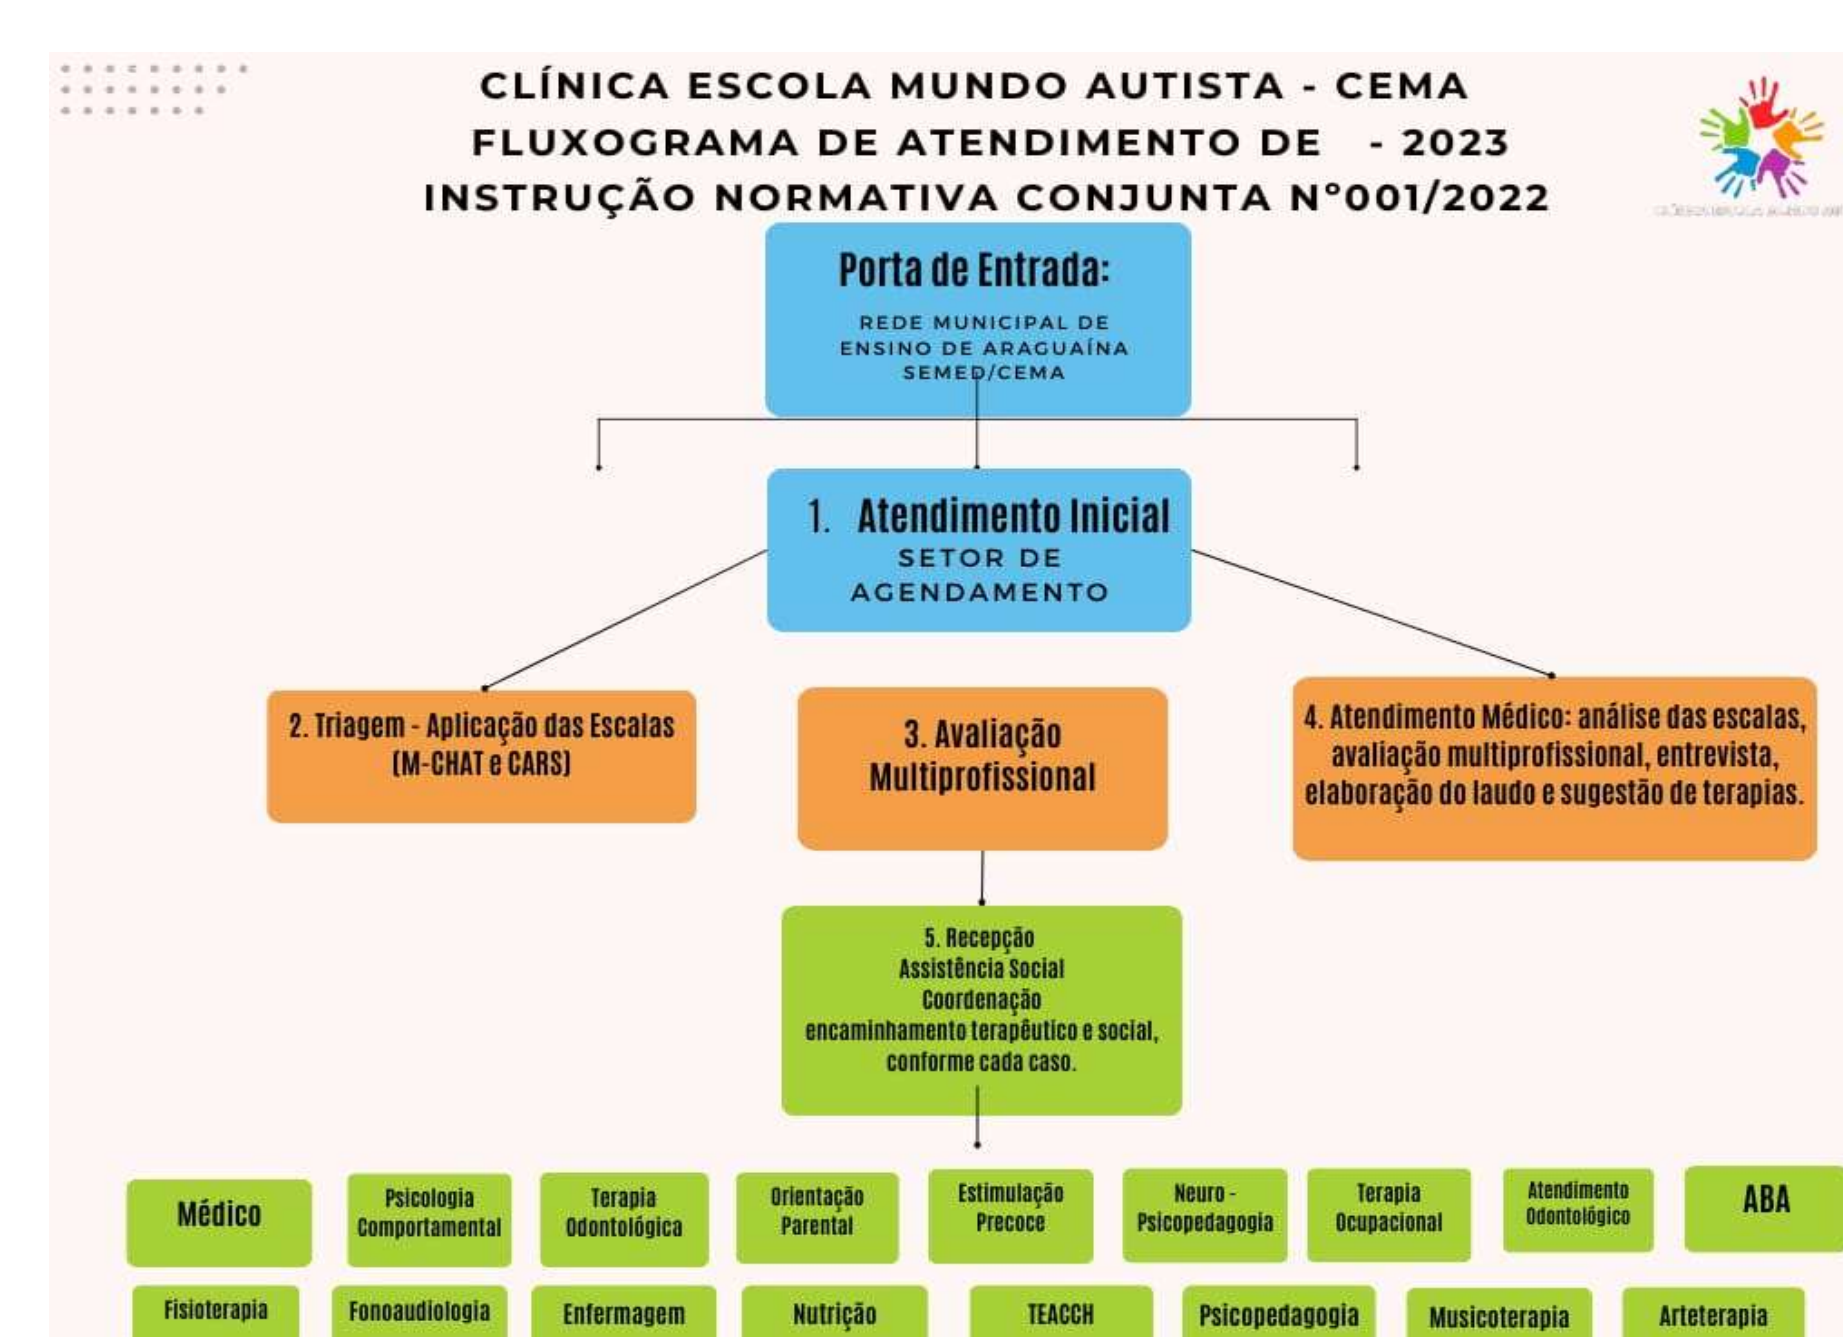 CLÍNICA ESCOLA MUNDO AUTISTA - CEMA
FLUXOGRAMA DE ATENDIMENTO DE - 2023
INSTRUÇÃO NORMATIVA CONJUNTA Nº001/2022
Porta de Entrada:
REDE MUNICIPAL DE
ENSINO DE ARAGUAÍNA
SEMED/CEMA
1. Atendimento Inicial
SETOR DE
AGENDAMENTO
2. Triagem - Aplicação das Escalas
(M-CHAT e CARS)
3. Avaliação
Multiprofissional
4. Atendimento Médico: análise das escalas,
avaliação multiprofissional, entrevista,
elaboração do laudo e sugestão de terapias.
5. Recepção
Assistência Social
Coordenação
encaminhamento terapêutico e social,
conforme cada caso.
Médico
Psicologia
Comportamental
Terapia
Odontológica
Orientação
Parental
Estimulação
Precoce
Neuro -
Psicopedagogia
Terapia
Ocupacional
Atendimento
Odontológico
ABA
Fisioterapia
Fonoaudiologia
Enfermagem
Nutrição
TEACCH
Psicopedagogia
Musicoterapia
Arteterapia